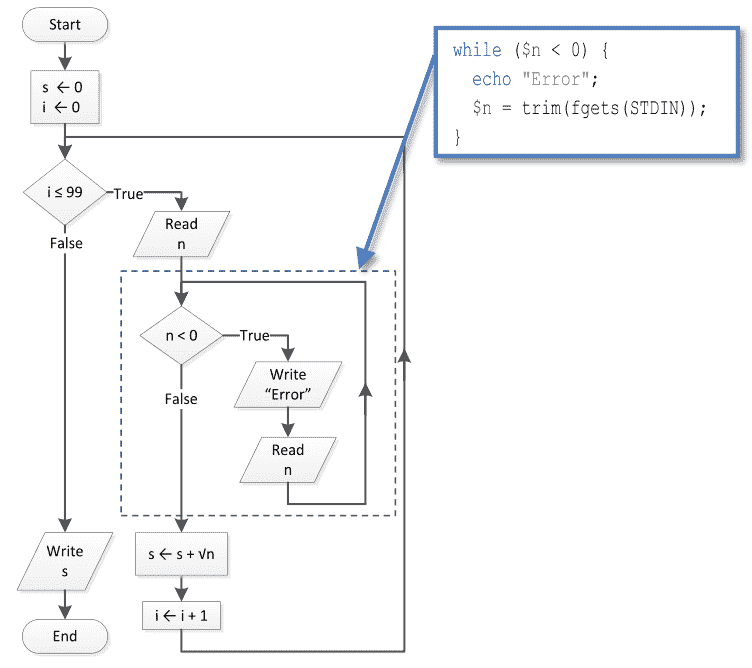 Start
s ← 0
i ← 0
i ≤ 99
True
False
Read
n
n < 0
True
False
Write
“Error”
Read
n
s ← s + √n
i ← i + 1
Write
s
End
while ($n < 0) {
echo "Error";
$n = trim(fgets(STDIN));
}